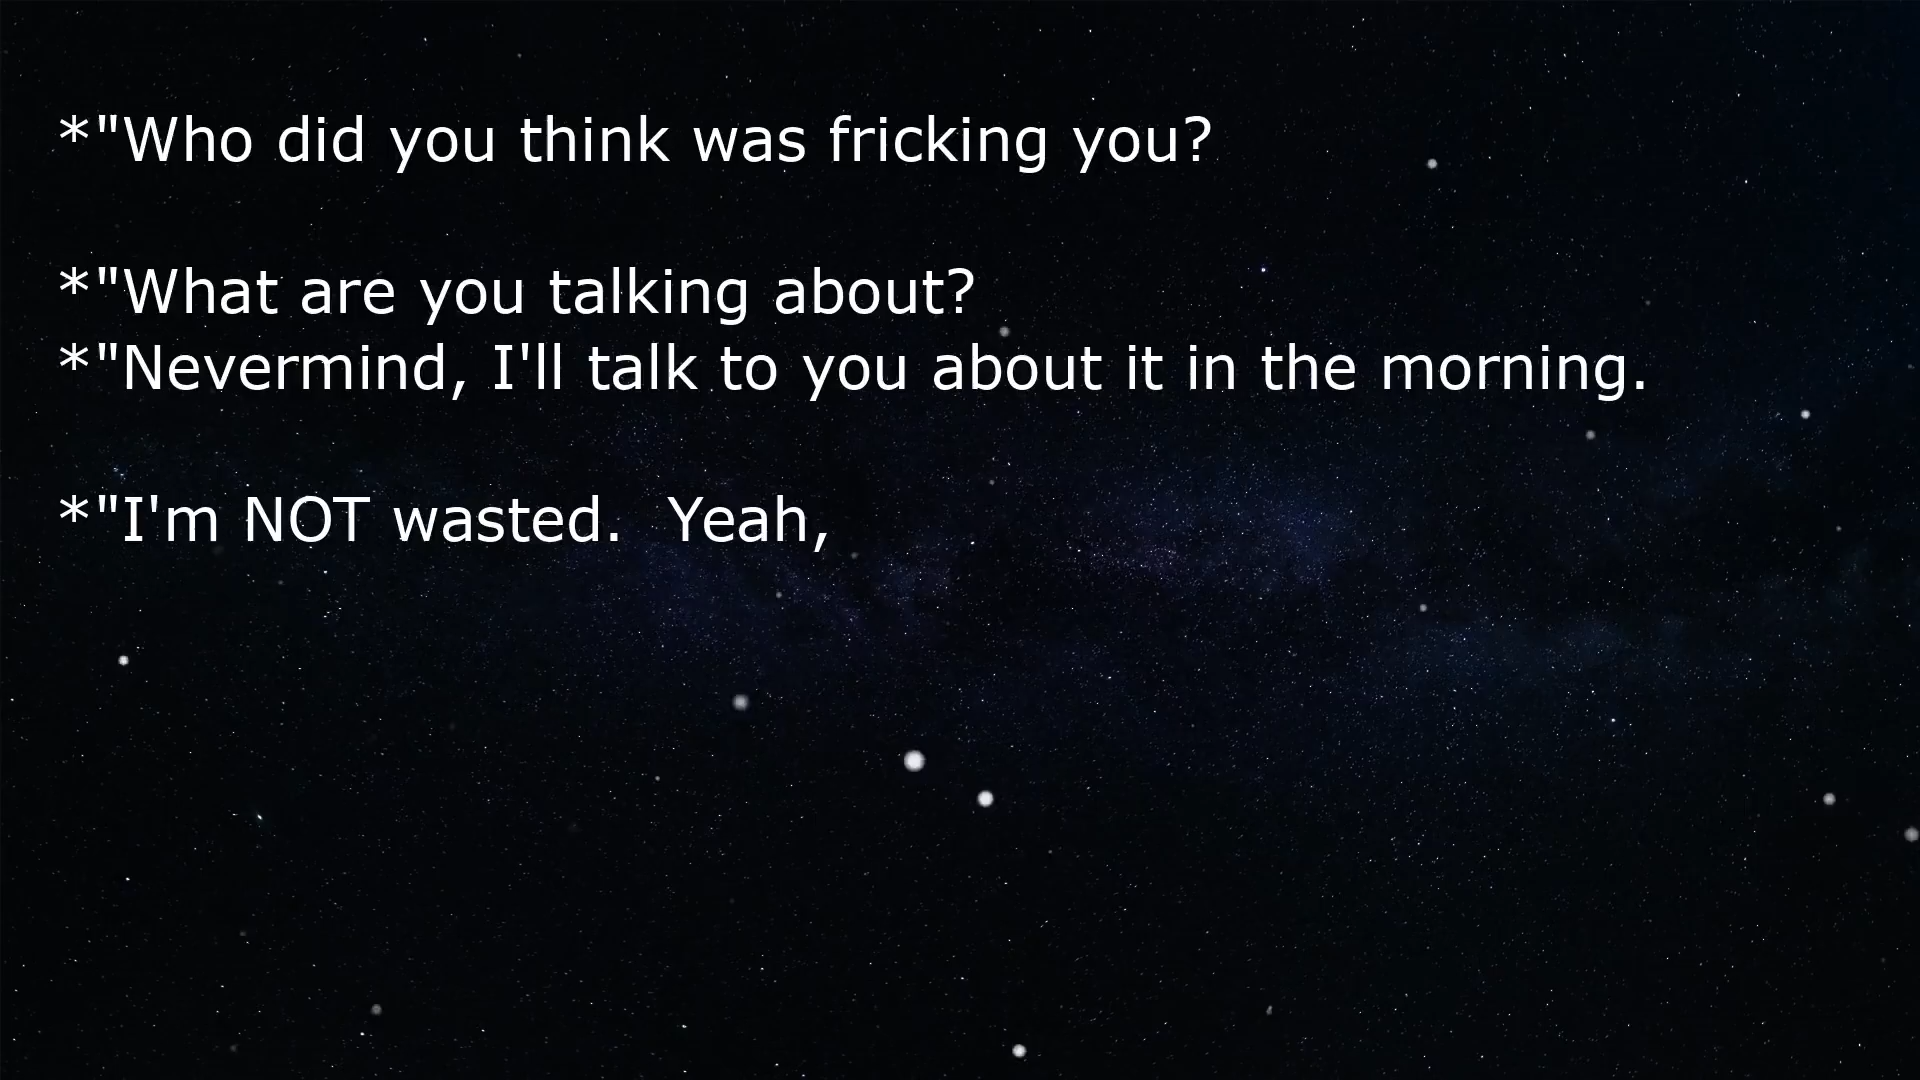 *"Who did you think was fricking you?
*"What are you talking about?
*"Nevermind, I'll talk to you about it in the morning.
*"I'm NOT wasted.  Yeah,